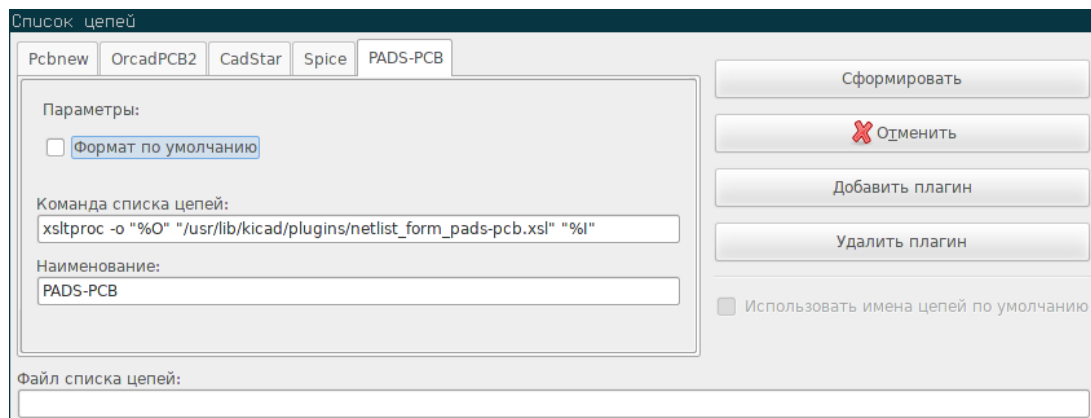 Список цепей
Pcbnew OrcadPCB2 CadStar Spice PADS-PCB
Параметры:
Формат по умолчанию
Команда списка цепей:
xsltproc -o "%O" "/usr/lib/kicad/plugins/netlist_form_pads-pcb.xsl" "%I"
Наименование:
PADS-PCB
Сформировать
Отменить
Добавить плагин
Удалить плагин
Использовать имена цепей по умолчанию
Файл списка цепей: